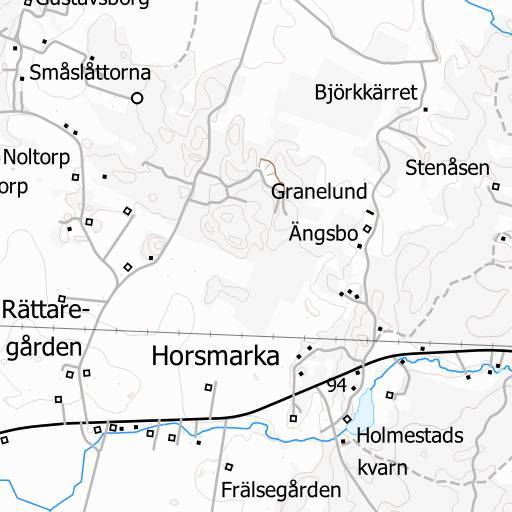 Gustavsborg
Småslåttorna
Björkkärret
Noltorp
orp
Stenåsen
Granelund
Ängsbo
Rättare-
gården
Horsmarka
94
Holmestads
kvarn
Frälsegården